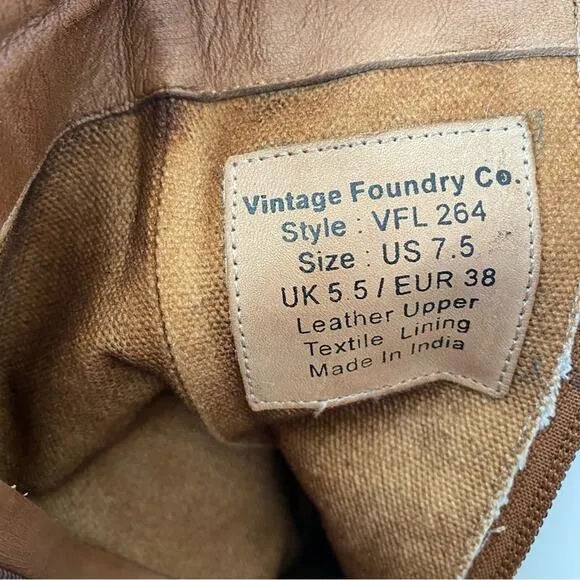 Vintage Foundry Co.
Style : VFL 264
Size : US 7.5
UK 5.5 / EUR 38
Leather Upper
Textile Lining
Made In India